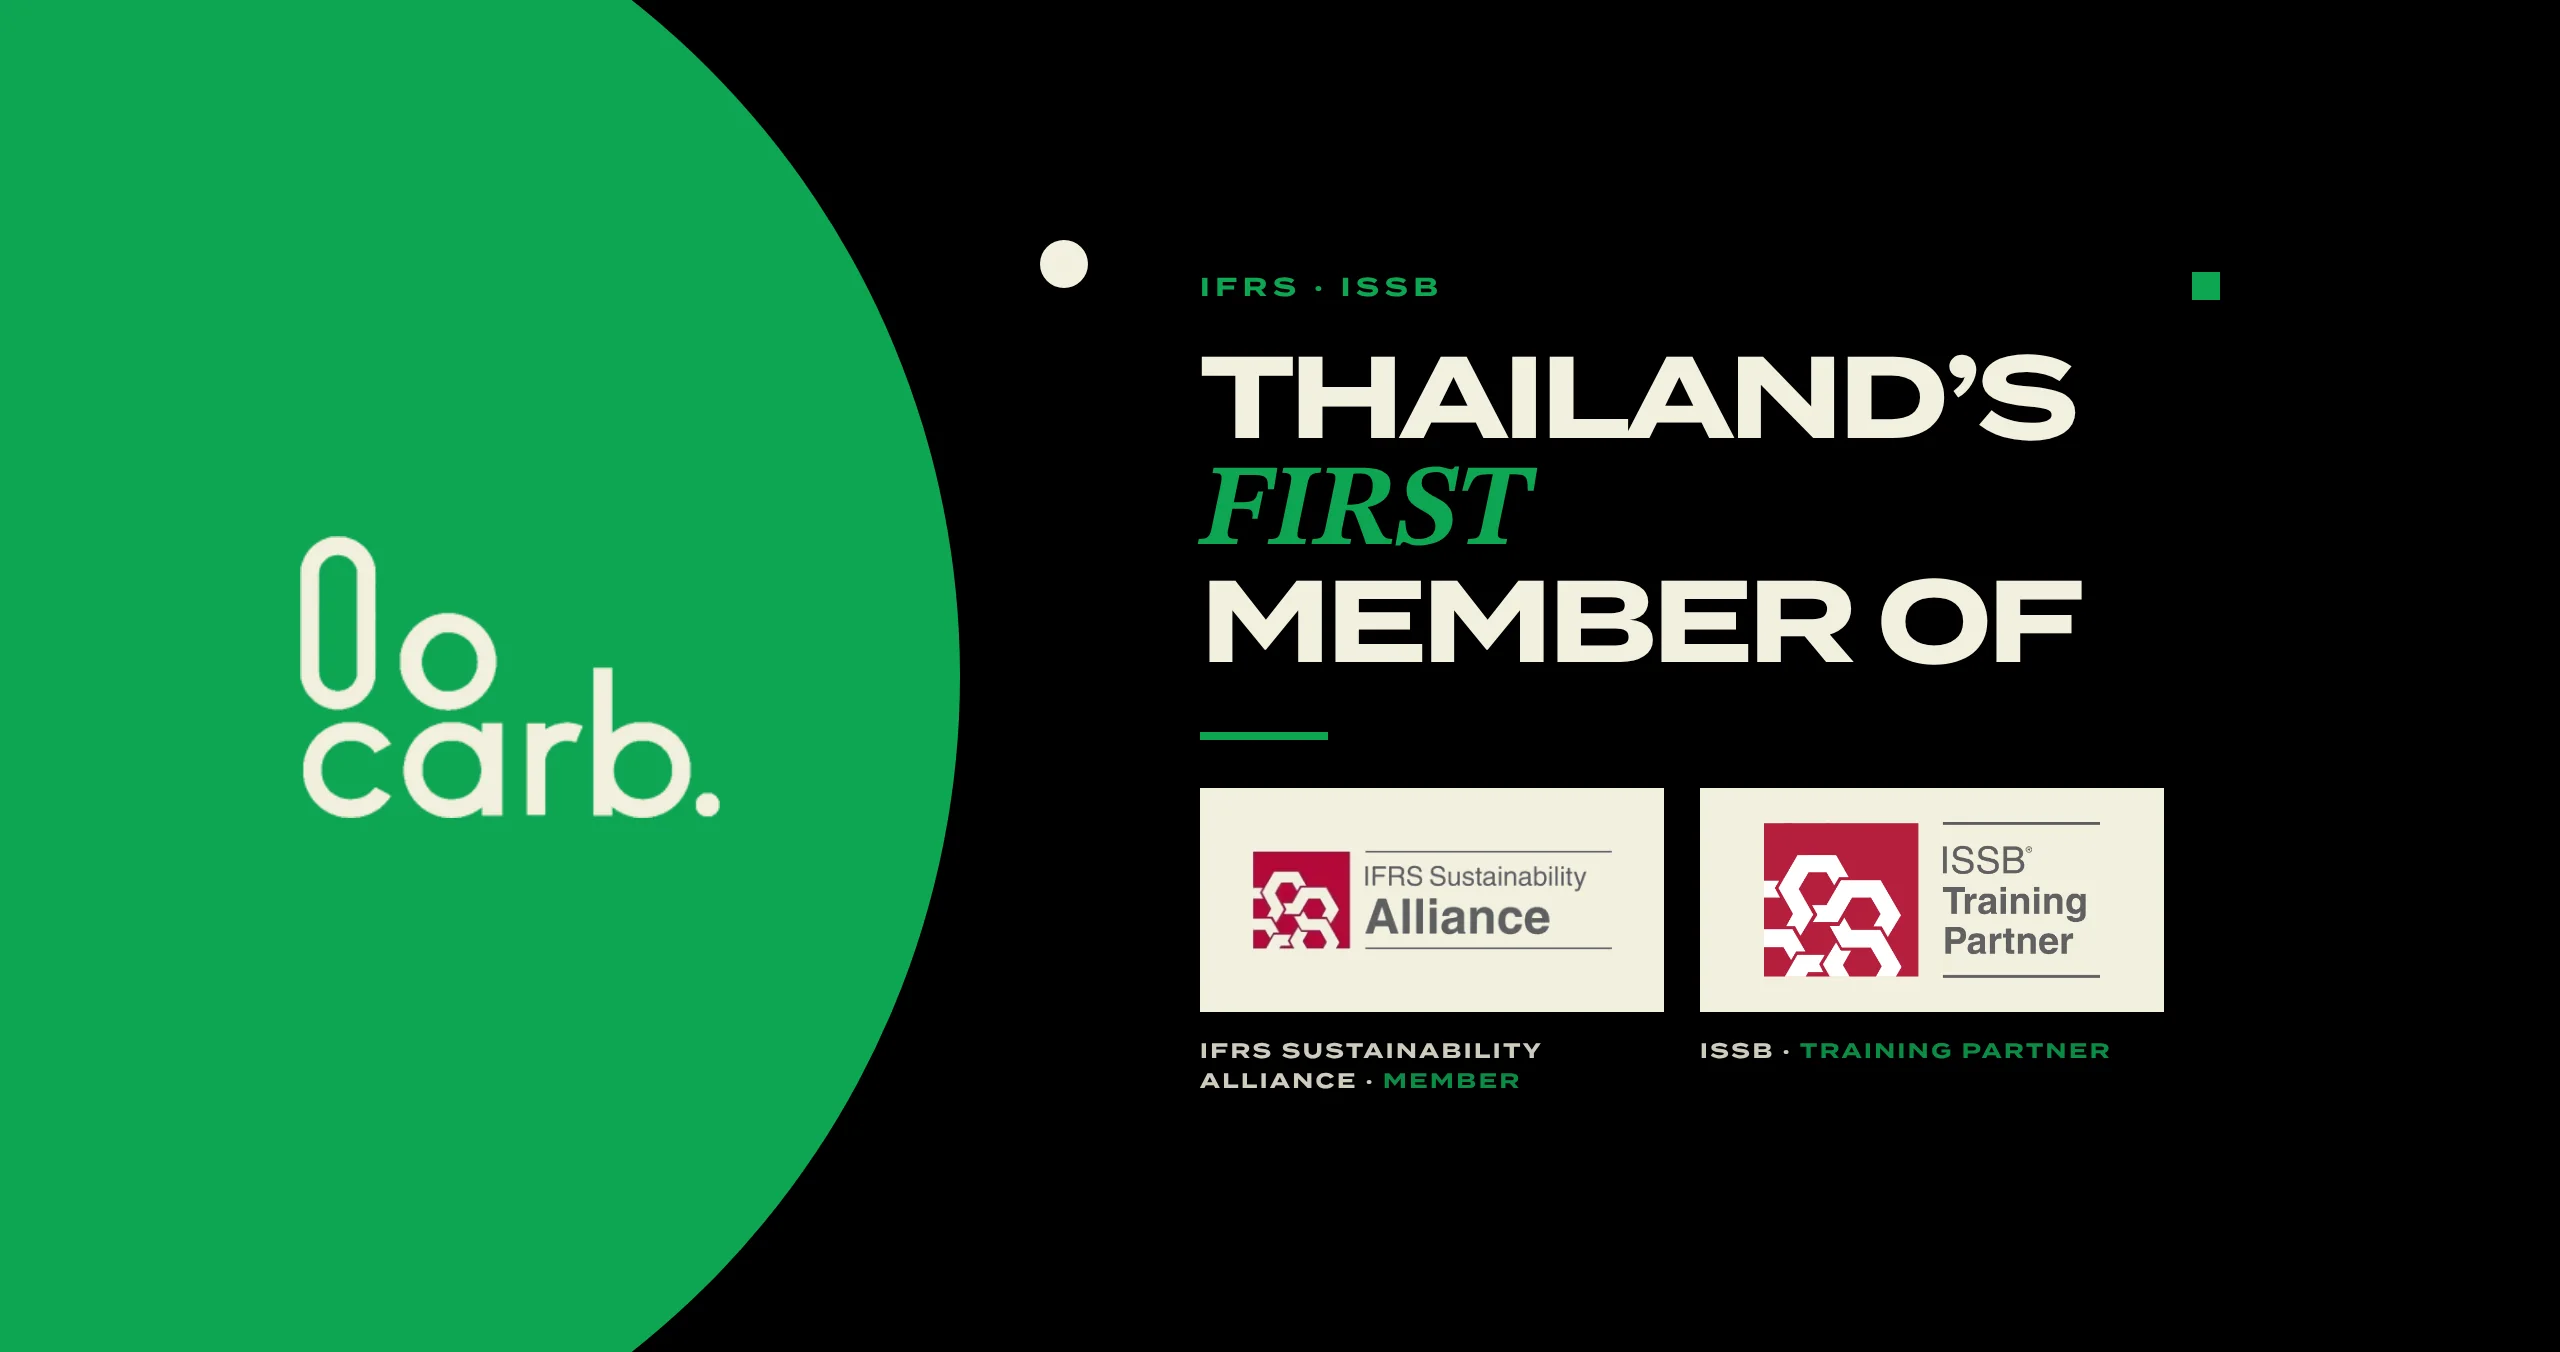 lo
carb.
IFRS · ISSB
THAILAND’S
FIRST
MEMBER OF
IFRS Sustainability
Alliance
ISSB®
Training
Partner
IFRS SUSTAINABILITY
ALLIANCE · MEMBER
ISSB · TRAINING PARTNER